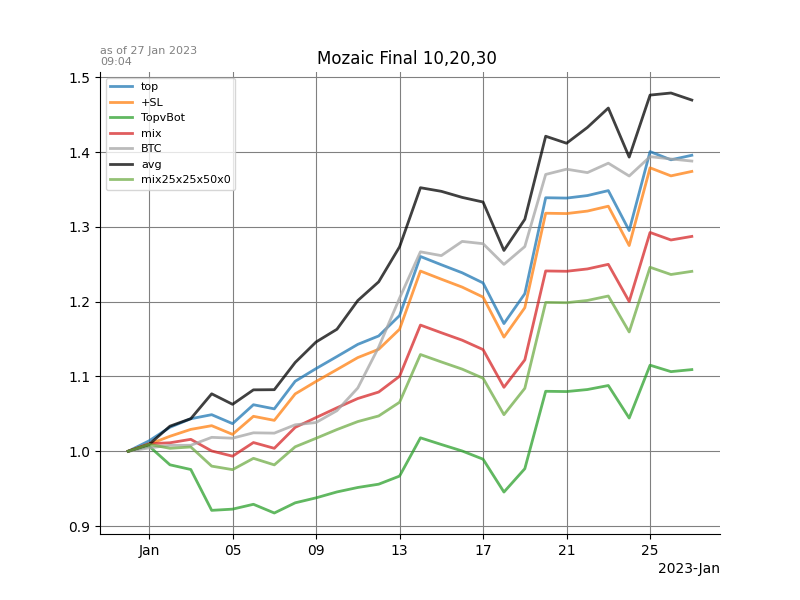 as of 27 Jan 2023
09:04
Mozaic Final 10,20,30
top
+SL
TopvBot
mix
BTC
avg
mix25x25x50x0
1.5
1.4
1.3
1.2
1.1
1.0
0.9
Jan 05 09 13 17 21 25
2023-Jan